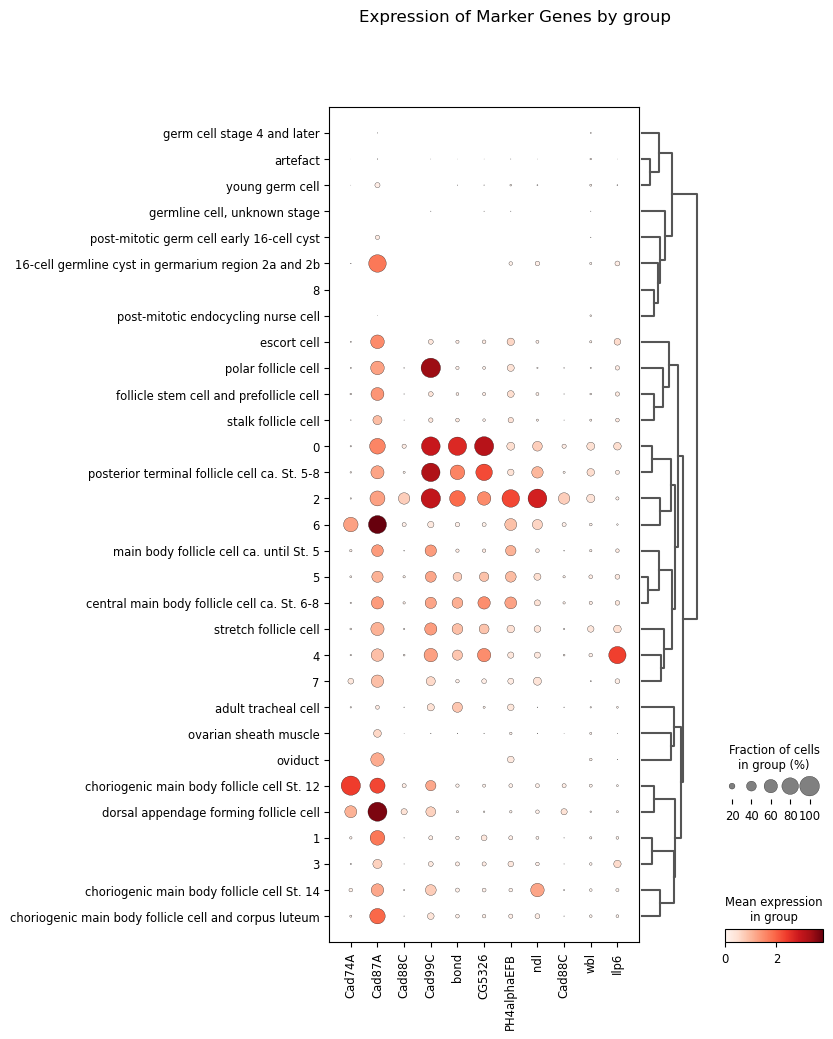 Expression of Marker Genes by group
germ cell stage 4 and later
artefact
young germ cell
germline cell, unknown stage
post-mitotic germ cell early 16-cell cyst
16-cell germline cyst in germarium region 2a and 2b
8
post-mitotic endocycling nurse cell
escort cell
polar follicle cell
follicle stem cell and prefollicle cell
stalk follicle cell
0
posterior terminal follicle cell ca. St. 5-8
2
6
main body follicle cell ca. until St. 5
5
central main body follicle cell ca. St. 6-8
stretch follicle cell
4
7
adult tracheal cell
ovarian sheath muscle
oviduct
choriogenic main body follicle cell St. 12
dorsal appendage forming follicle cell
1
3
choriogenic main body follicle cell St. 14
choriogenic main body follicle cell and corpus luteum
Cad74A
Cad87A
Cad88C
Cad99C
bond
CG5326
PH4alphaEFB
ndl
Cad88C
wbl
Ilp6
Fraction of cells
in group (%)
20 40 60 80 100
Mean expression
in group
0 2